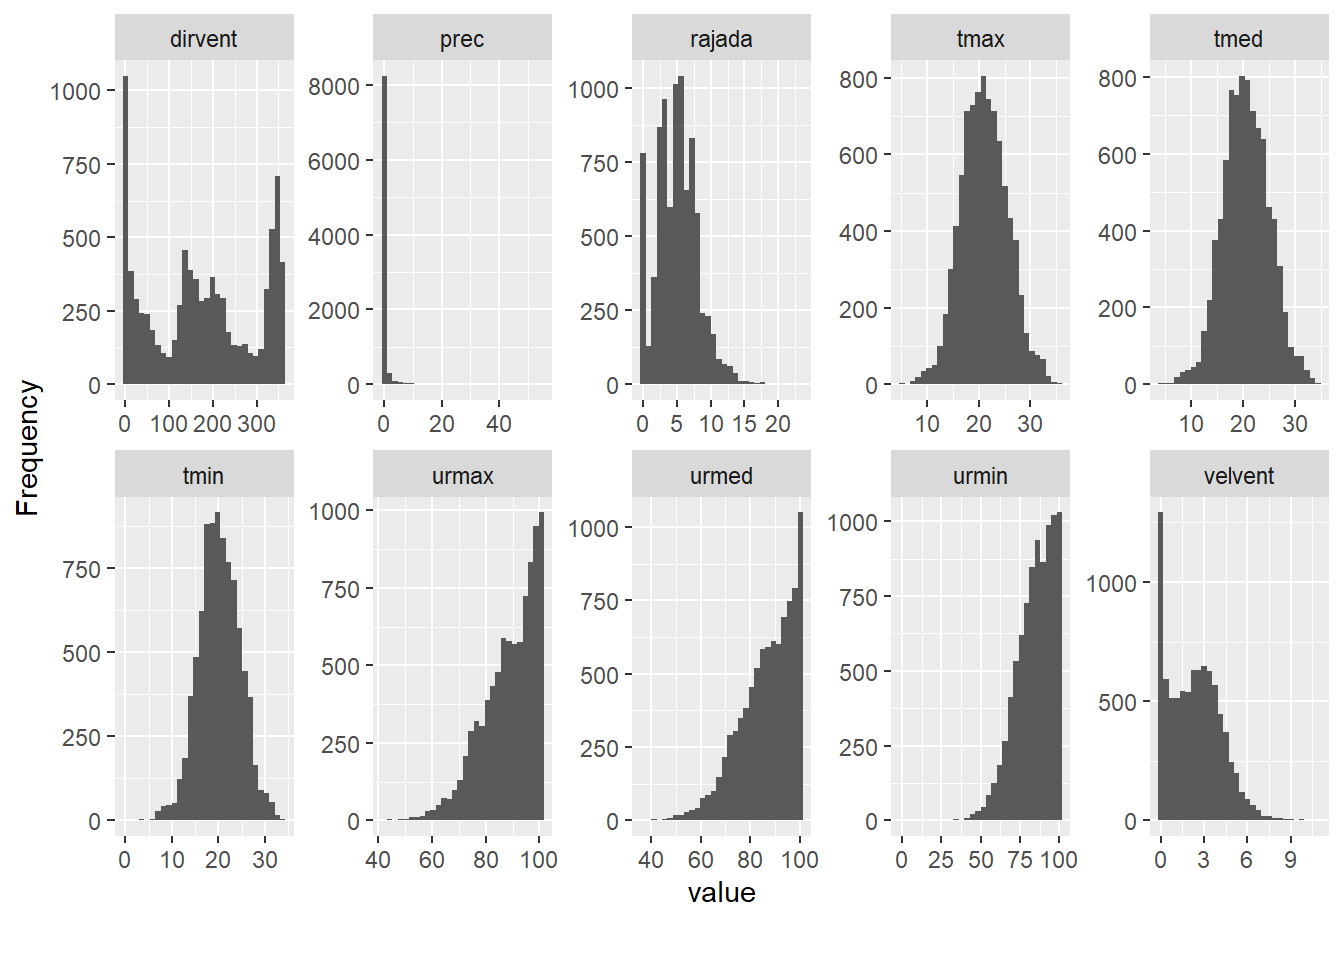 dirvent prec rajada tmax tmed
1000 750 500 250 0
8000 6000 4000 2000 0
1000 750 500 250 0
800 600 400 200 0
800 600 400 200 0
0 100 200 300
0 20 40
0 5 10 15 20
10 20 30
10 20 30
tmin urmax urmed urmin velvent
750 500 250 0
1000 750 500 250 0
1000 750 500 250 0
1000 750 500 250 0
1000 500 0
0 10 20 30
40 60 80 100
40 60 80 100
0 25 50 75 100
0 3 6 9
Frequency
value